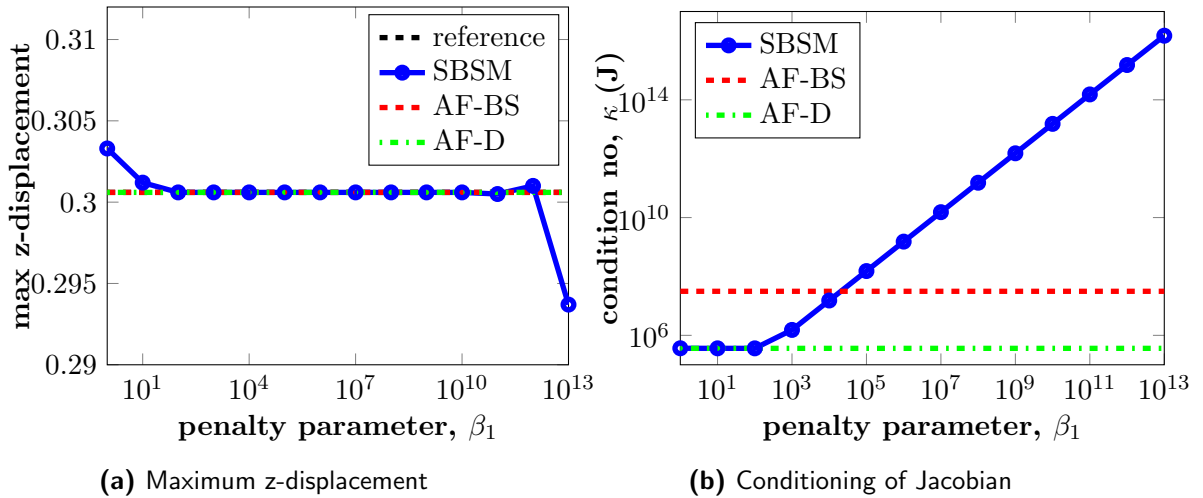 0.31
0.305
0.3
0.295
0.29
max z-displacement
reference
SBSM
AF-BS
AF-D
10^1 10^4 10^7 10^10 10^13
penalty parameter, β₁
(a) Maximum z-displacement
10^14
10^10
10^6
condition no, κ (J)
SBSM
AF-BS
AF-D
10^1 10^3 10^5 10^7 10^9 10^11 10^13
penalty parameter, β₁
(b) Conditioning of Jacobian